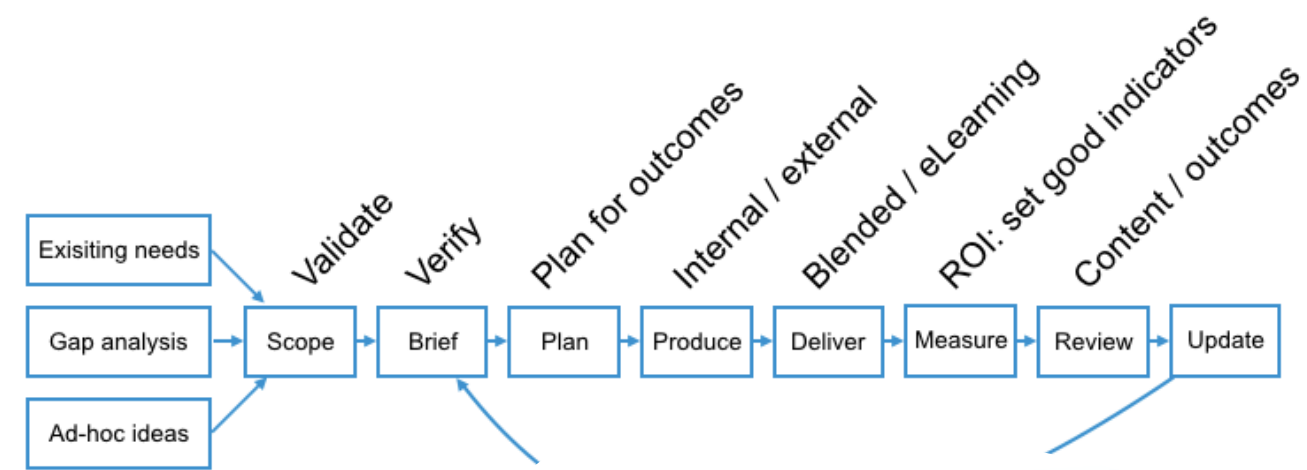 Validate
Verify
Plan for outcomes
Internal / external
Blended / eLearning
ROI: set good indicators
Content / outcomes
Exisiting needs
Gap analysis
Ad-hoc ideas
Scope
Brief
Plan
Produce
Deliver
Measure
Review
Update